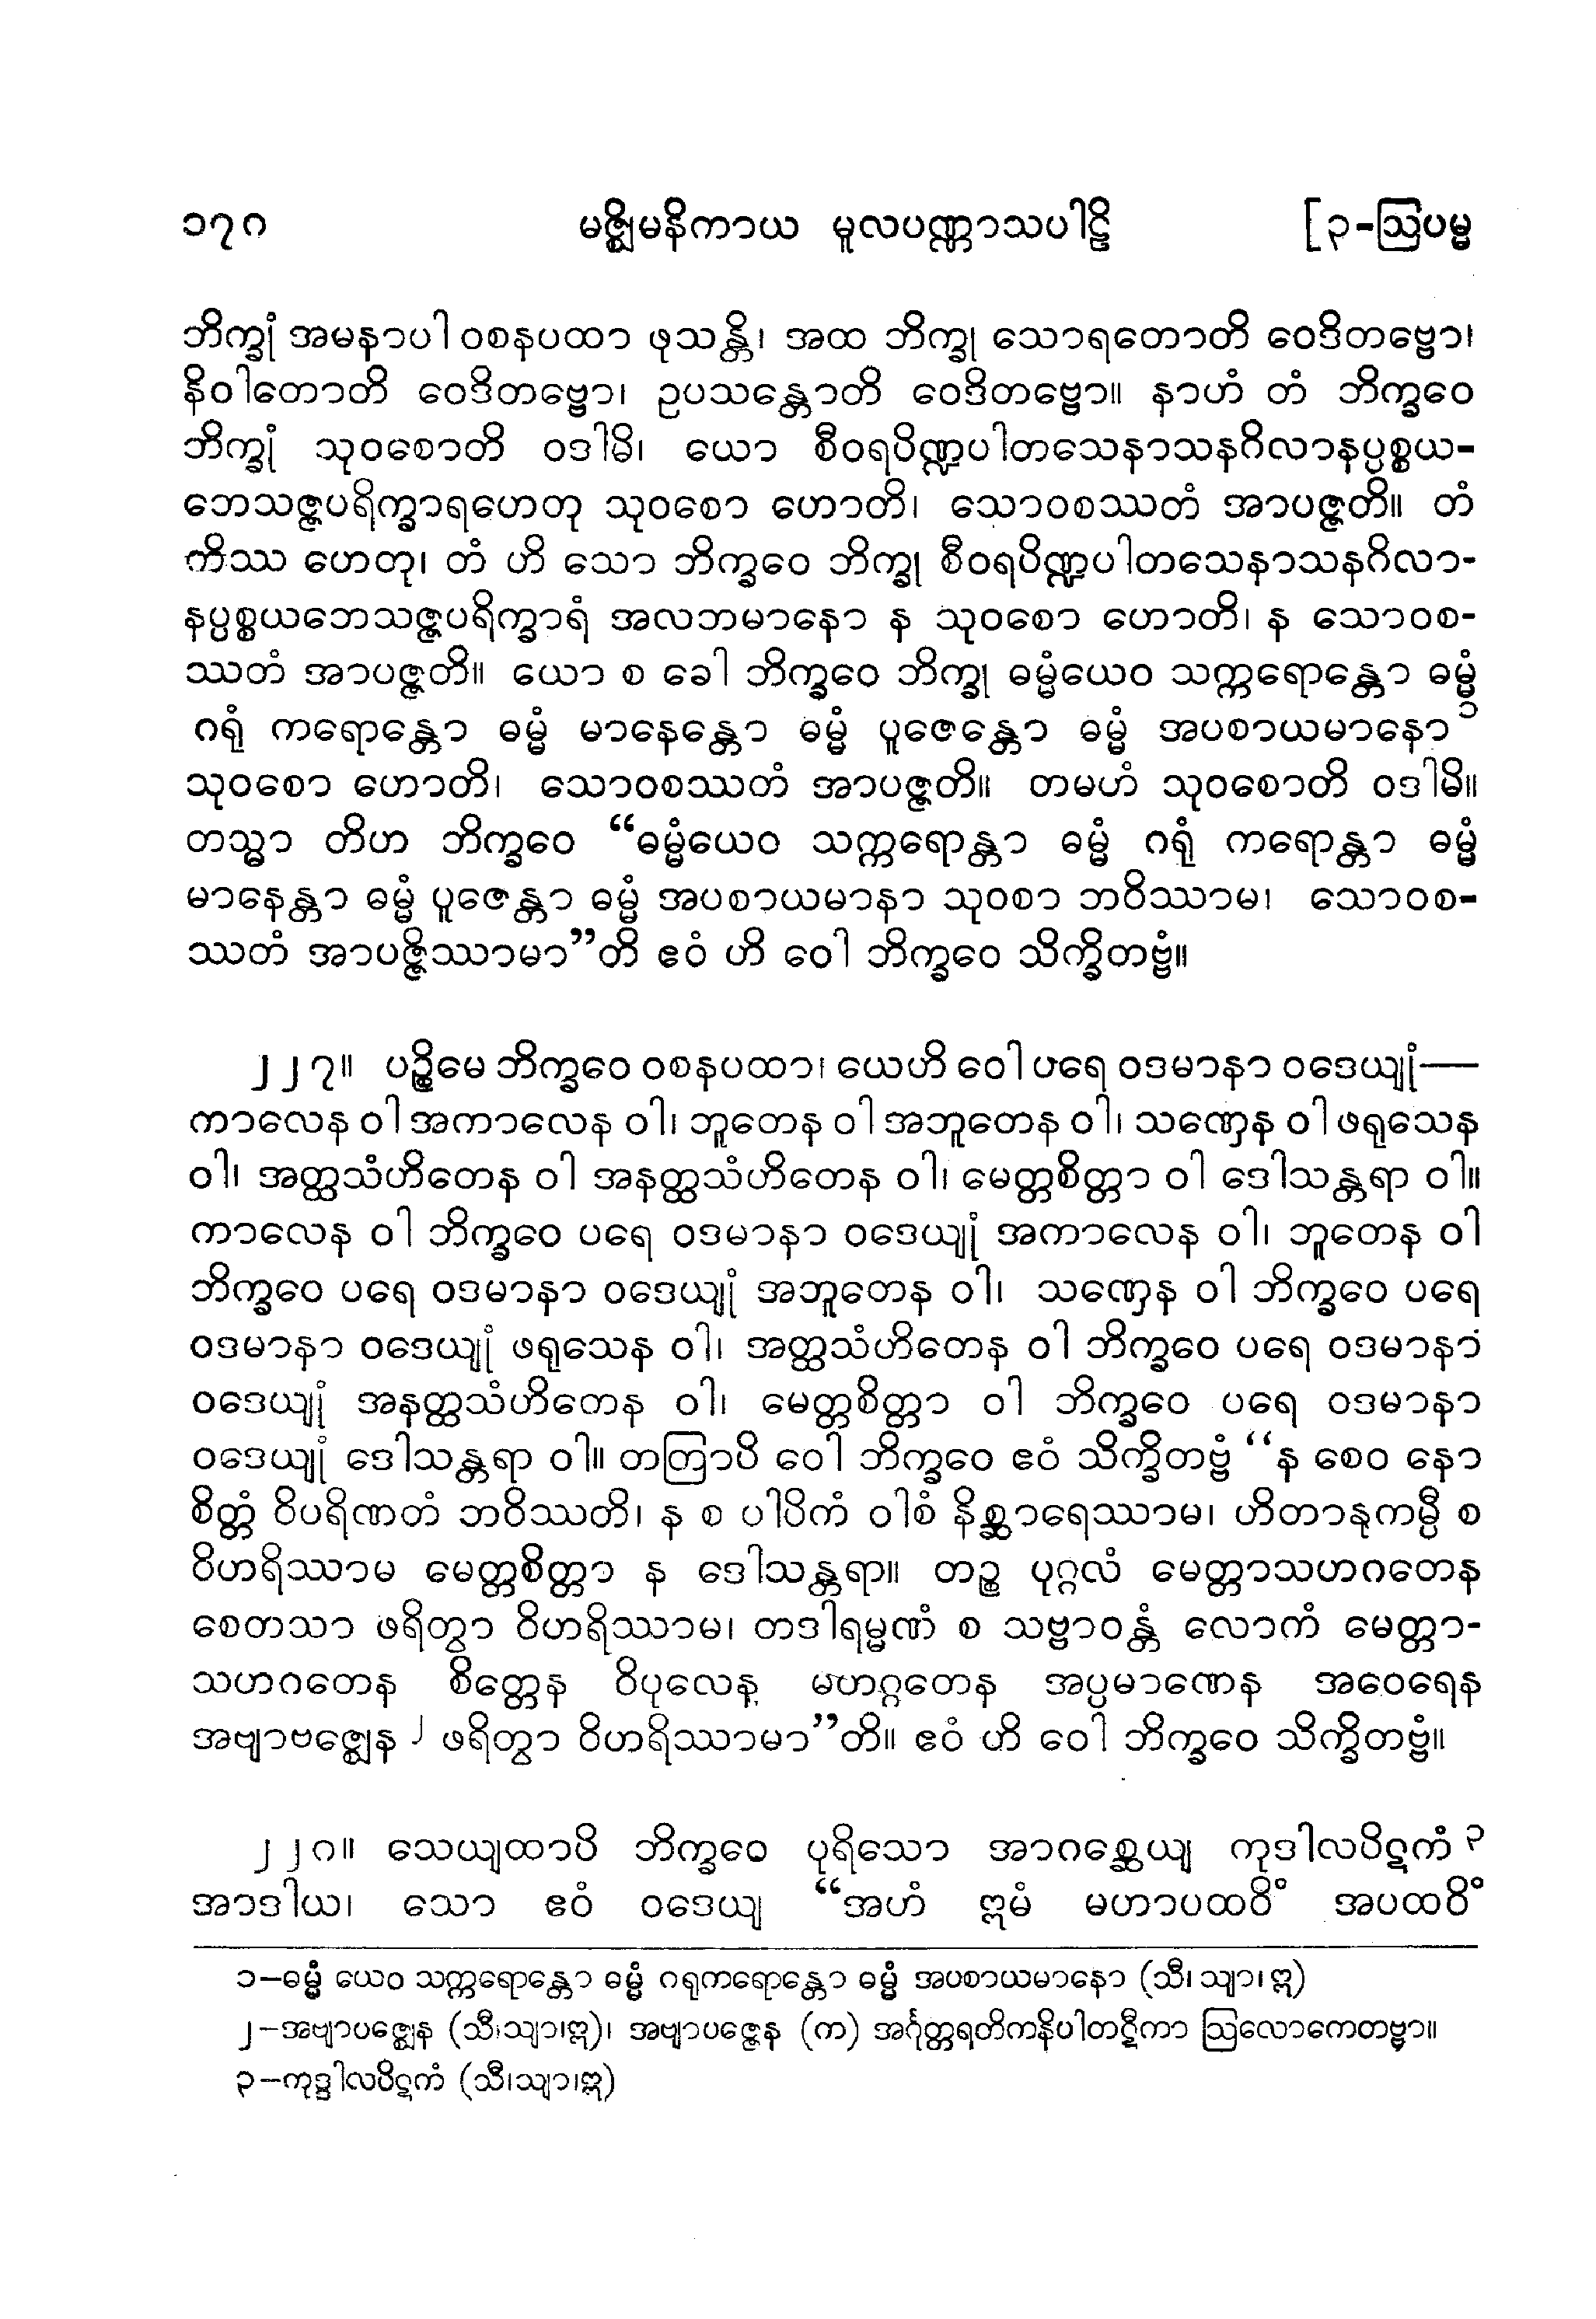 ၁၇ဂ မဇ္ဈိမနိကာယ မူလပဏ္ဏာသပါဠိ [၃-ဩပမ္မ
ဘိက္ခုံ အမနာပါ ဝစနပထာ ဖုသန္တိ၊ အထ ဘိက္ခု သောရတောတိ ဝေဒိတဗ္ဗော၊
နိဝါတောတိ ဝေဒိတဗ္ဗော၊ ဥပသန္တောတိ ဝေဒိတဗ္ဗော။ နာဟံ တံ ဘိက္ခဝေ
ဘိက္ခုံ သုဝစောတိ ဝဒါမိ၊ ယော စီဝရပိဏ္ဍပါတသေနာသနဂိလာနပ္ပစ္စယ-
ဘေသဇ္ဇပရိက္ခာရဟေတု သုဝစော ဟောတိ၊ သောဝစဿတံ အာပဇ္ဇတိ။ တံ
ကိဿ ဟေတု၊ တံ ဟိ သော ဘိက္ခဝေ ဘိက္ခု စီဝရပိဏ္ဍပါတသေနာသနဂိလာ-
နပ္ပစ္စယဘေသဇ္ဇပရိက္ခာရံ အလဘမာနော န သုဝစော ဟောတိ၊ န သောဝစ-
ဿတံ အာပဇ္ဇတိ။ ယော စ ခေါ ဘိက္ခဝေ ဘိက္ခု ဓမ္မံယေဝ သက္ကရောန္တော ဓမ္မံ
ဂရုံ ကရောန္တော ဓမ္မံ မာနေန္တော ဓမ္မံ ပူဇေန္တော ဓမ္မံ အပစာယမာနော ၁
သုဝစော ဟောတိ၊ သောဝစဿတံ အာပဇ္ဇတိ။ တမဟံ သုဝစောတိ ဝဒါမိ။
တသ္မာ တိဟ ဘိက္ခဝေ “ဓမ္မံယေဝ သက္ကရောန္တာ ဓမ္မံ ဂရုံ ကရောန္တာ ဓမ္မံ
မာနေန္တာ ဓမ္မံ ပူဇေန္တာ ဓမ္မံ အပစာယမာနာ သုဝစာ ဘဝိဿာမ၊ သောဝစ-
ဿတံ အာပဇ္ဇိဿာမာ”တိ ဧဝံ ဟိ ဝေါ ဘိက္ခဝေ သိက္ခိတဗ္ဗံ။
၂၂၇။ ပဉ္စိမေ ဘိက္ခဝေ ဝစနပထာ၊ ယေဟိ ဝေါ ပရေ ဝဒမာနာ ဝဒေယျုံ—
ကာလေန ဝါ အကာလေန ဝါ၊ ဘူတေန ဝါ အဘူတေန ဝါ၊ သဏှေန ဝါ ဖရုသေန
ဝါ၊ အတ္ထသံဟိတေန ဝါ အနတ္ထသံဟိတေန ဝါ၊ မေတ္တစိတ္တာ ဝါ ဒေါသန္တရာ ဝါ။
ကာလေန ဝါ ဘိက္ခဝေ ပရေ ဝဒမာနာ ဝဒေယျုံ အကာလေန ဝါ၊ ဘူတေန ဝါ
ဘိက္ခဝေ ပရေ ဝဒမာနာ ဝဒေယျုံ အဘူတေန ဝါ၊ သဏှေန ဝါ ဘိက္ခဝေ ပရေ
ဝဒမာနာ ဝဒေယျုံ ဖရုသေန ဝါ၊ အတ္ထသံဟိတေန ဝါ ဘိက္ခဝေ ပရေ ဝဒမာနာ
ဝဒေယျုံ အနတ္ထသံဟိတေန ဝါ၊ မေတ္တစိတ္တာ ဝါ ဘိက္ခဝေ ပရေ ဝဒမာနာ
ဝဒေယျုံ ဒေါသန္တရာ ဝါ။ တတြာပိ ဝေါ ဘိက္ခဝေ ဧဝံ သိက္ခိတဗ္ဗံ “န စေဝ နော
စိတ္တံ ဝိပရိဏတံ ဘဝိဿတိ၊ န စ ပါပိကံ ဝါစံ နိစ္ဆာရေဿာမ၊ ဟိတာနုကမ္ပီ စ
ဝိဟရိဿာမ မေတ္တစိတ္တာ န ဒေါသန္တရာ။ တဉ္စ ပုဂ္ဂလံ မေတ္တာသဟဂတေန
စေတသာ ဖရိတွာ ဝိဟရိဿာမ၊ တဒါရမ္မဏံ စ သဗ္ဗာဝန္တံ လောကံ မေတ္တာ-
သဟဂတေန စိတ္တေန ဝိပုလေန မဟဂ္ဂတေန အပ္ပမာဏေန အဝေရေန
အဗျာဗဇ္ဈေန ၂ ဖရိတွာ ဝိဟရိဿာမာ”တိ။ ဧဝံ ဟိ ဝေါ ဘိက္ခဝေ သိက္ခိတဗ္ဗံ။
၂၂ဂ။ သေယျထာပိ ဘိက္ခဝေ ပုရိသော အာဂစ္ဆေယျ ကုဒါလပိဋကံ ၃
အာဒါယ၊ သော ဧဝံ ဝဒေယျ “အဟံ ဣမံ မဟာပထဝိံ အပထဝိံ
၁–ဓမ္မံ ယေဝ သက္ကရောန္တော ဓမ္မံ ဂရုကရောန္တော ဓမ္မံ အပစာယမာနော (သီ၊သျာ၊ဣ)
၂–အဗျာပဇ္ဈေန (သီ၊သျာ၊ဣ)၊ အဗျာပဇ္ဇေန (က) အင်္ဂုတ္တရတိကနိပါတဋီကာ ဩလောကေတဗ္ဗာ။
၃–ကုဒ္ဒါလပိဋကံ (သီ၊သျာ၊ဣ)